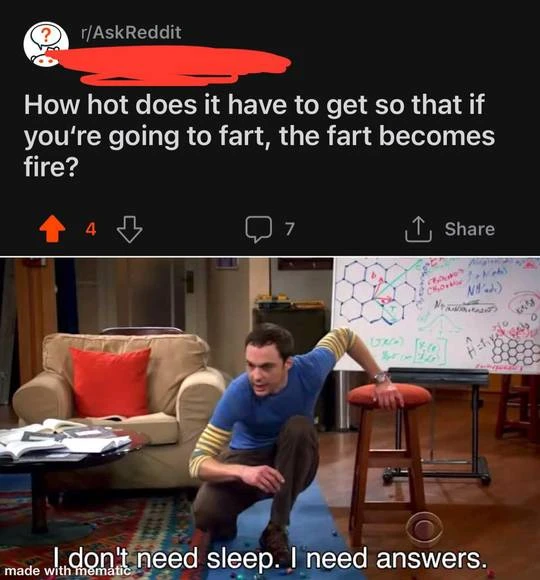 r/AskReddit
How hot does it have to get so that if
you‘re going to fart, the fart becomes
fire?
4
7
Share
I don't need sleep. I need answers.
made with mematic